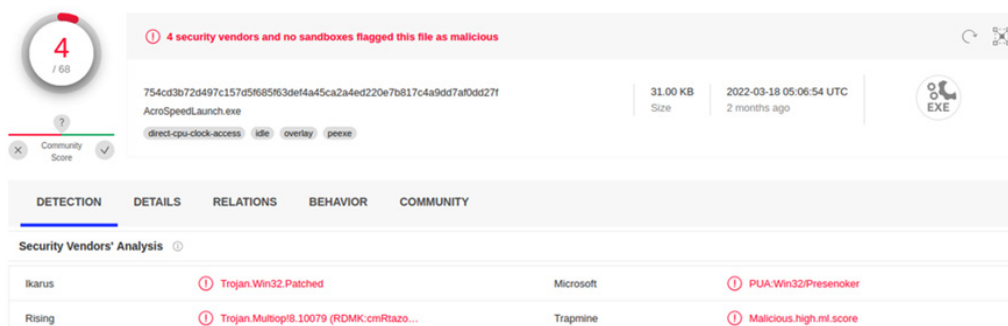 4
/ 68
4 security vendors and no sandboxes flagged this file as malicious
754cd3b72d497c157d5f685f63def4a45ca2a4ed220e7b817c4a9dd7af0dd27f
AcroSpeedLaunch.exe
direct-cpu-clock-access idle overlay peexe
31.00 KB
Size
2022-03-18 05:06:54 UTC
2 months ago
EXE
?
Community
Score
DETECTION DETAILS RELATIONS BEHAVIOR COMMUNITY
Security Vendors' Analysis
Ikarus Trojan.Win32.Patched Microsoft PUA:Win32/Presenoker
Rising Trojan.Multiop!8.10079 (RDMK:cmRtazo... Trapmine Malicious.high.ml.score